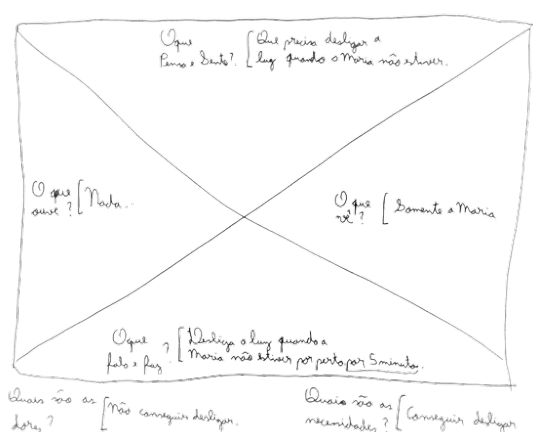 O que
Pensa e Sente? [ Que precisa desligar a
luz quando a Maria não estiver.
O que
ouve? [ Nada...
O que
vê? [ Somente a Maria
O que
fala e faz? [ Desliga a luz quando a
Maria não estiver por perto por 5 minutos.
Quais são as
dores? [ Não conseguir desligar.
Quais são as
necessidades? [ Conseguir desligar